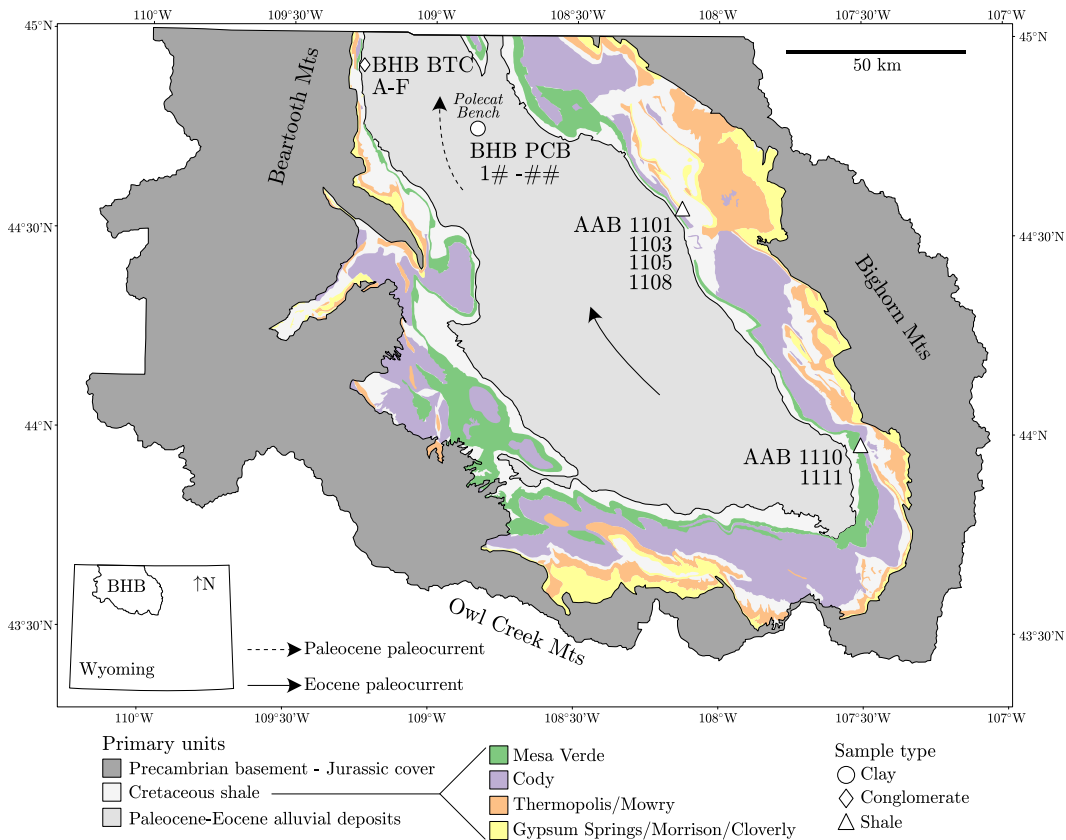 110°W
109°W
108°W
107°W
109°30'W
108°30'W
107°30'W
45°N
45°N
Beartooth Mts
BHB BTC
A-F
Polecat
Bench
BHB PCB
1# -##
50 km
44°30'N
44°30'N
AAB 1101
1103
1105
1108
Bighorn Mts
44°N
44°N
AAB 1110
1111
BHB
↑N
Wyoming
Owl Creek Mts
43°30'N
43°30'N
Paleocene paleocurrent
Eocene paleocurrent
110°W
109°30'W
109°W
108°30'W
108°W
107°30'W
107°W
Primary units
Precambrian basement - Jurassic cover
Cretaceous shale
Paleocene-Eocene alluvial deposits
Mesa Verde
Cody
Thermopolis/Mowry
Gypsum Springs/Morrison/Cloverly
Sample type
Clay
Conglomerate
Shale